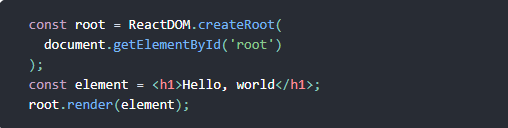 const root = ReactDOM.createRoot(
  document.getElementById('root')
);
const element = <h1>Hello, world</h1>;
root.render(element);